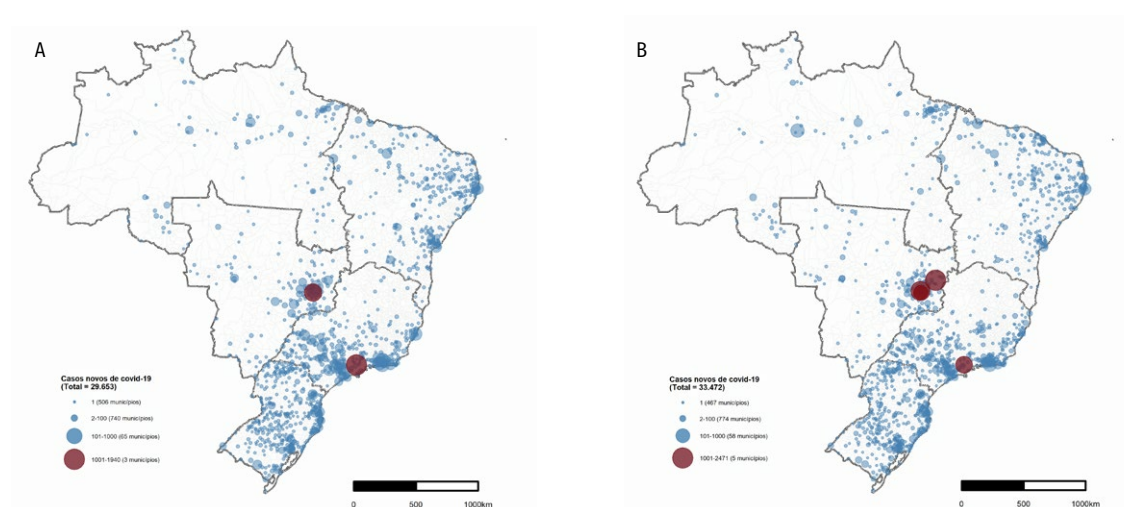 A
Casos novos de covid-19
(Total = 29.653)
1 (506 municípios)
2-100 (740 municípios)
101-1000 (65 municípios)
1001-1940 (3 municípios)
0 500 1000km
B
Casos novos de covid-19
(Total = 33.472)
1 (467 municípios)
2-100 (774 municípios)
101-1000 (58 municípios)
1001-2471 (5 municípios)
0 500 1000km